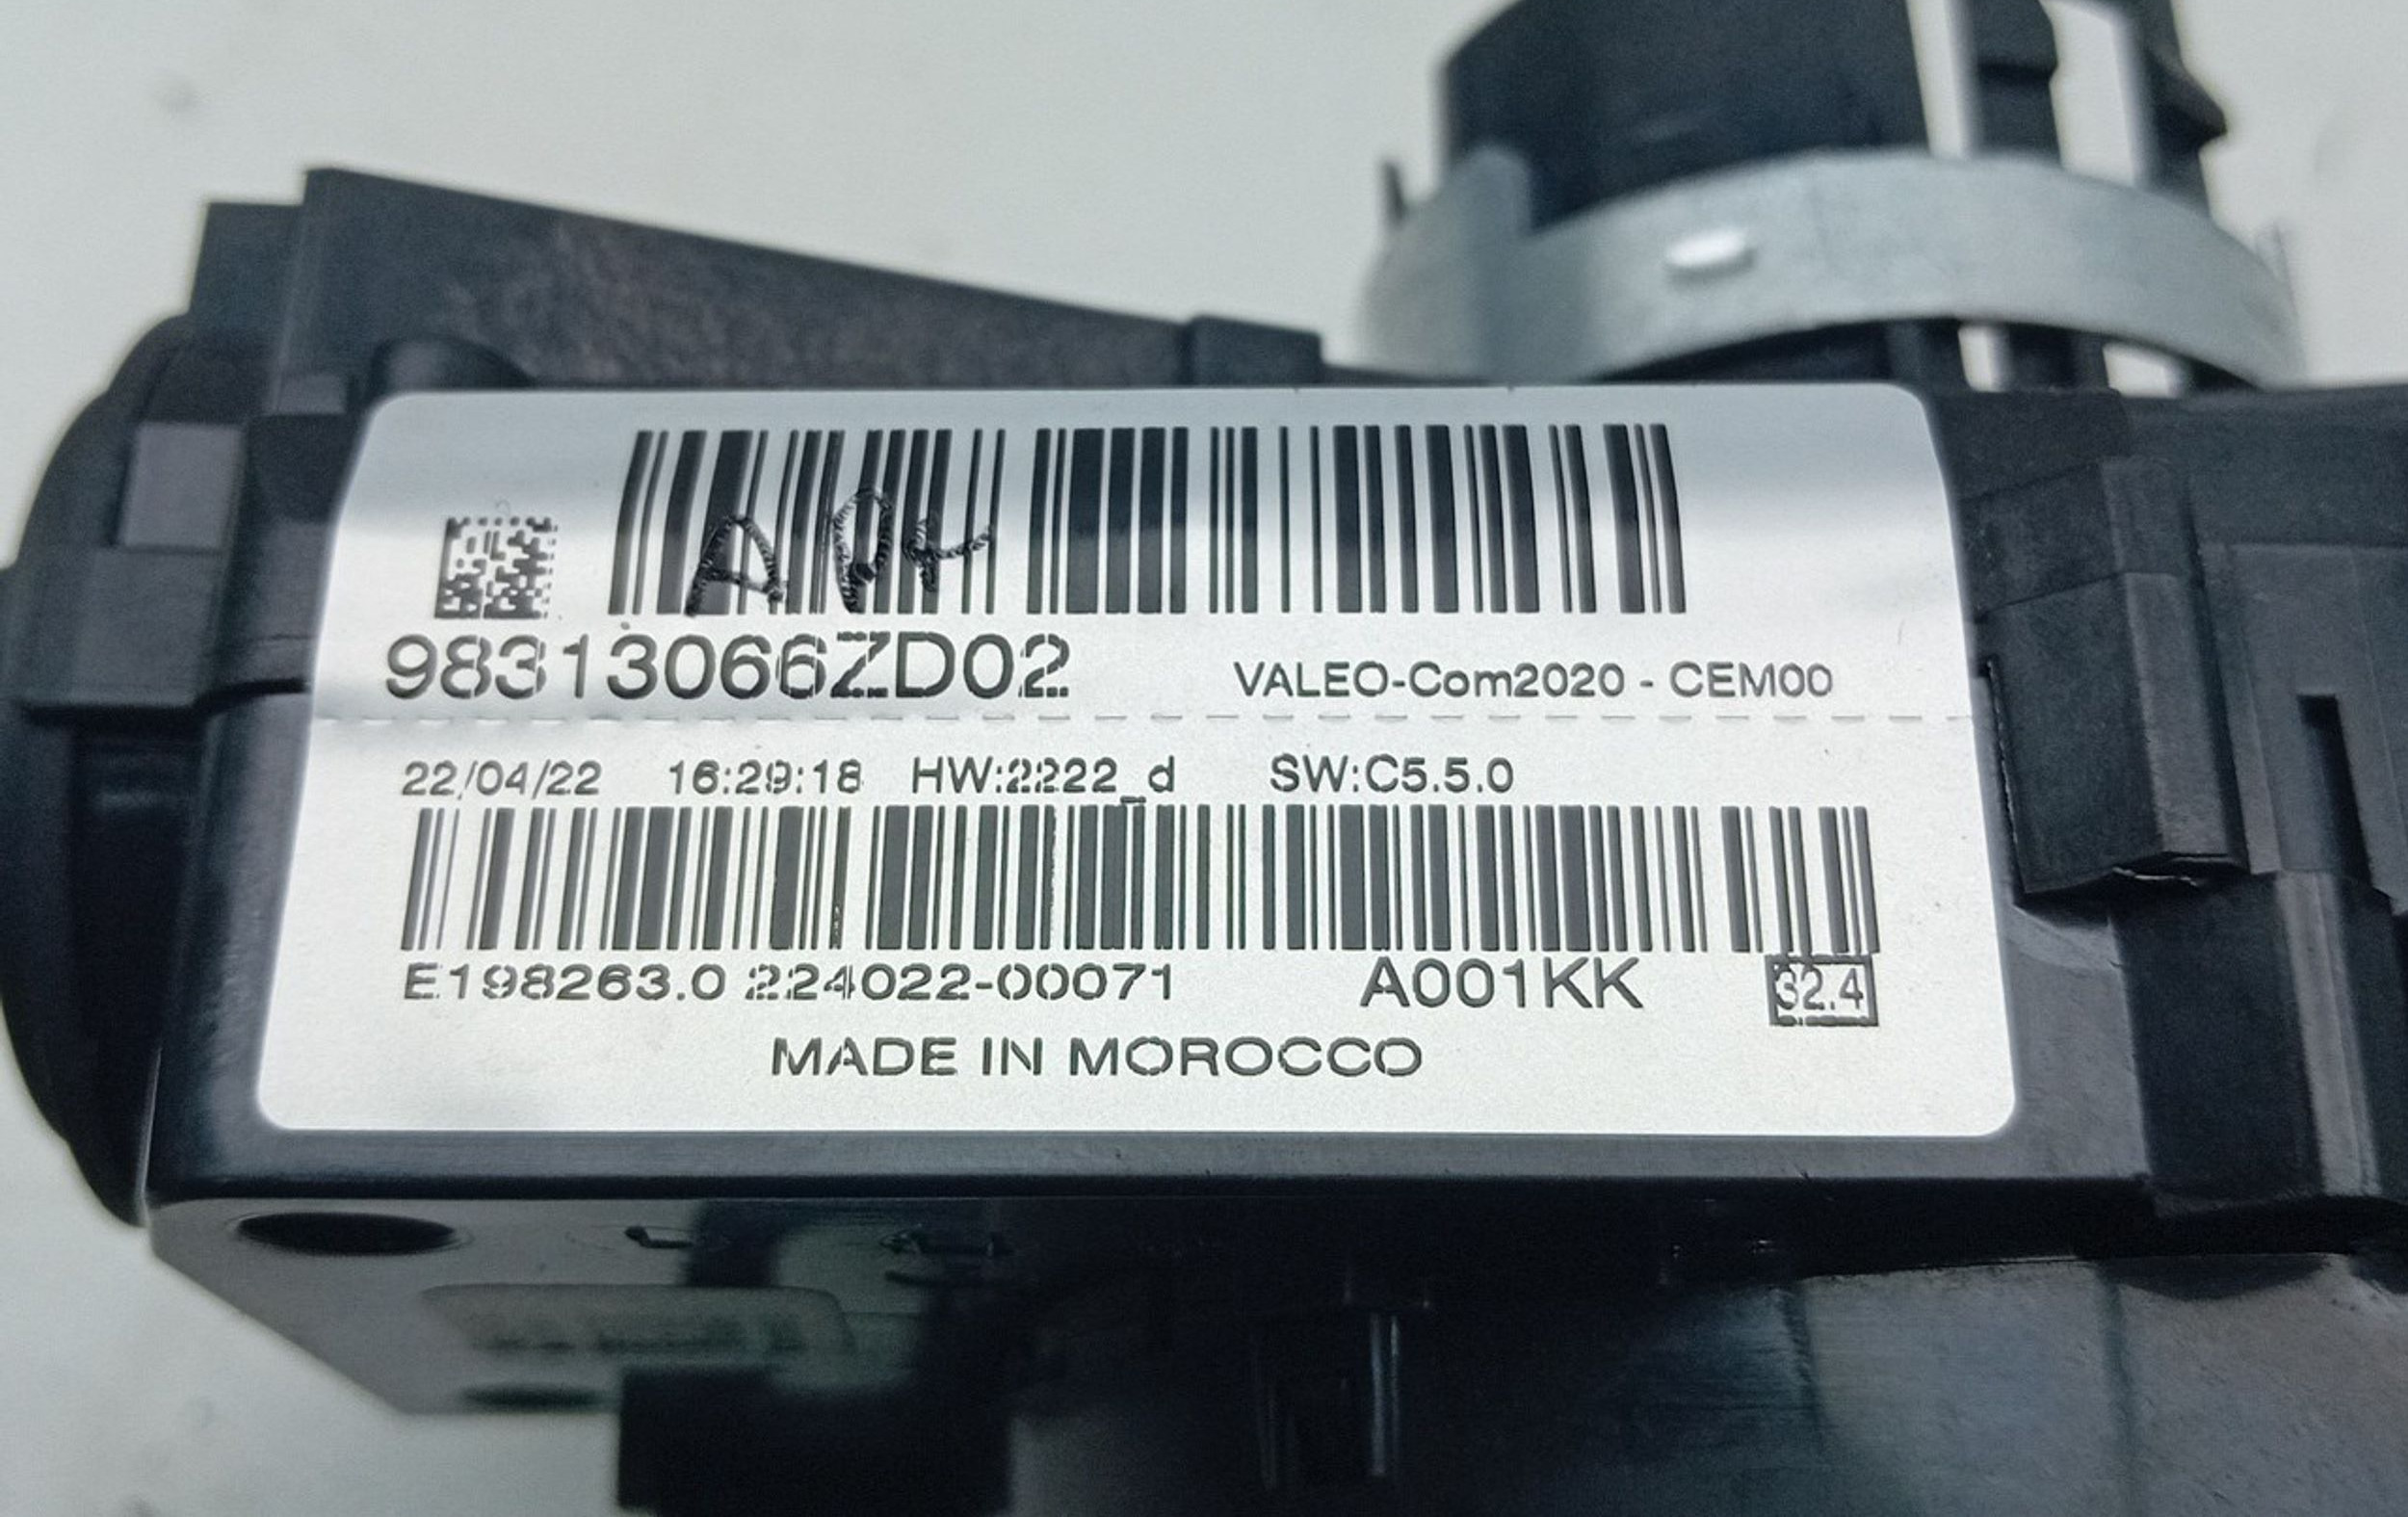 98313066ZD02 VALEO-Com2020 - CEM00
22/04/22 16:29:18 HW:2222_d SW:C5.5.0
E198263.0 224022-00071 A001KK 32.4
MADE IN MOROCCO